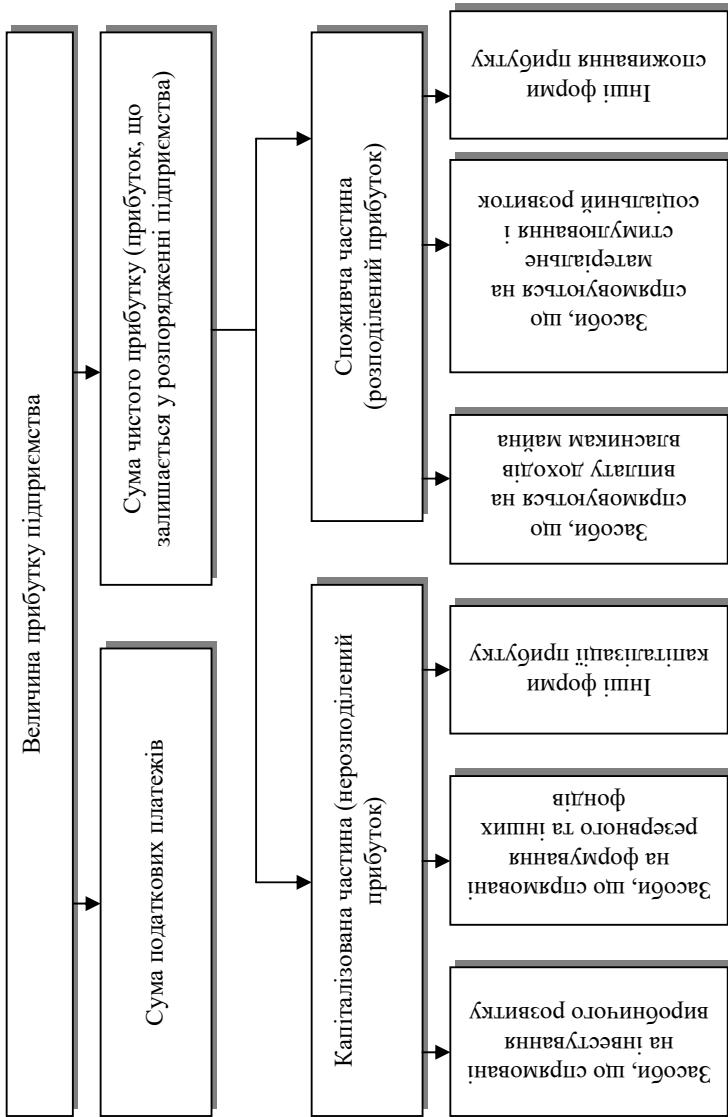 Величина прибутку підприємства
Сума податкових платежів
Сума чистого прибутку (прибуток, що
залишається у розпорядженні підприємства)
Капіталізована частина (нерозподілений
прибуток)
Споживча частина
(розподілений прибуток)
Засоби, що спрямовані
на інвестування
виробничого розвитку
Засоби, що спрямовані
на формування
резервного та інших
фондів
Інші форми
капіталізації прибутку
Засоби, що
спрямовуються на
виплату доходів
власникам майна
Засоби, що
спрямовуються на
матеріальне
стимулювання і
соціальний розвиток
Інші форми
споживання прибутку